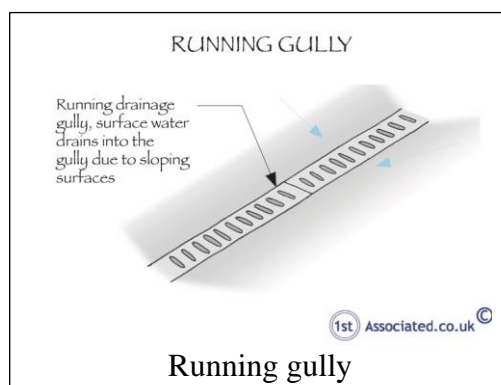 RUNNING GULLY
Running drainage
gully, surface water
drains into the
gully due to sloping
surfaces
1st Associated.co.uk ©
Running gully